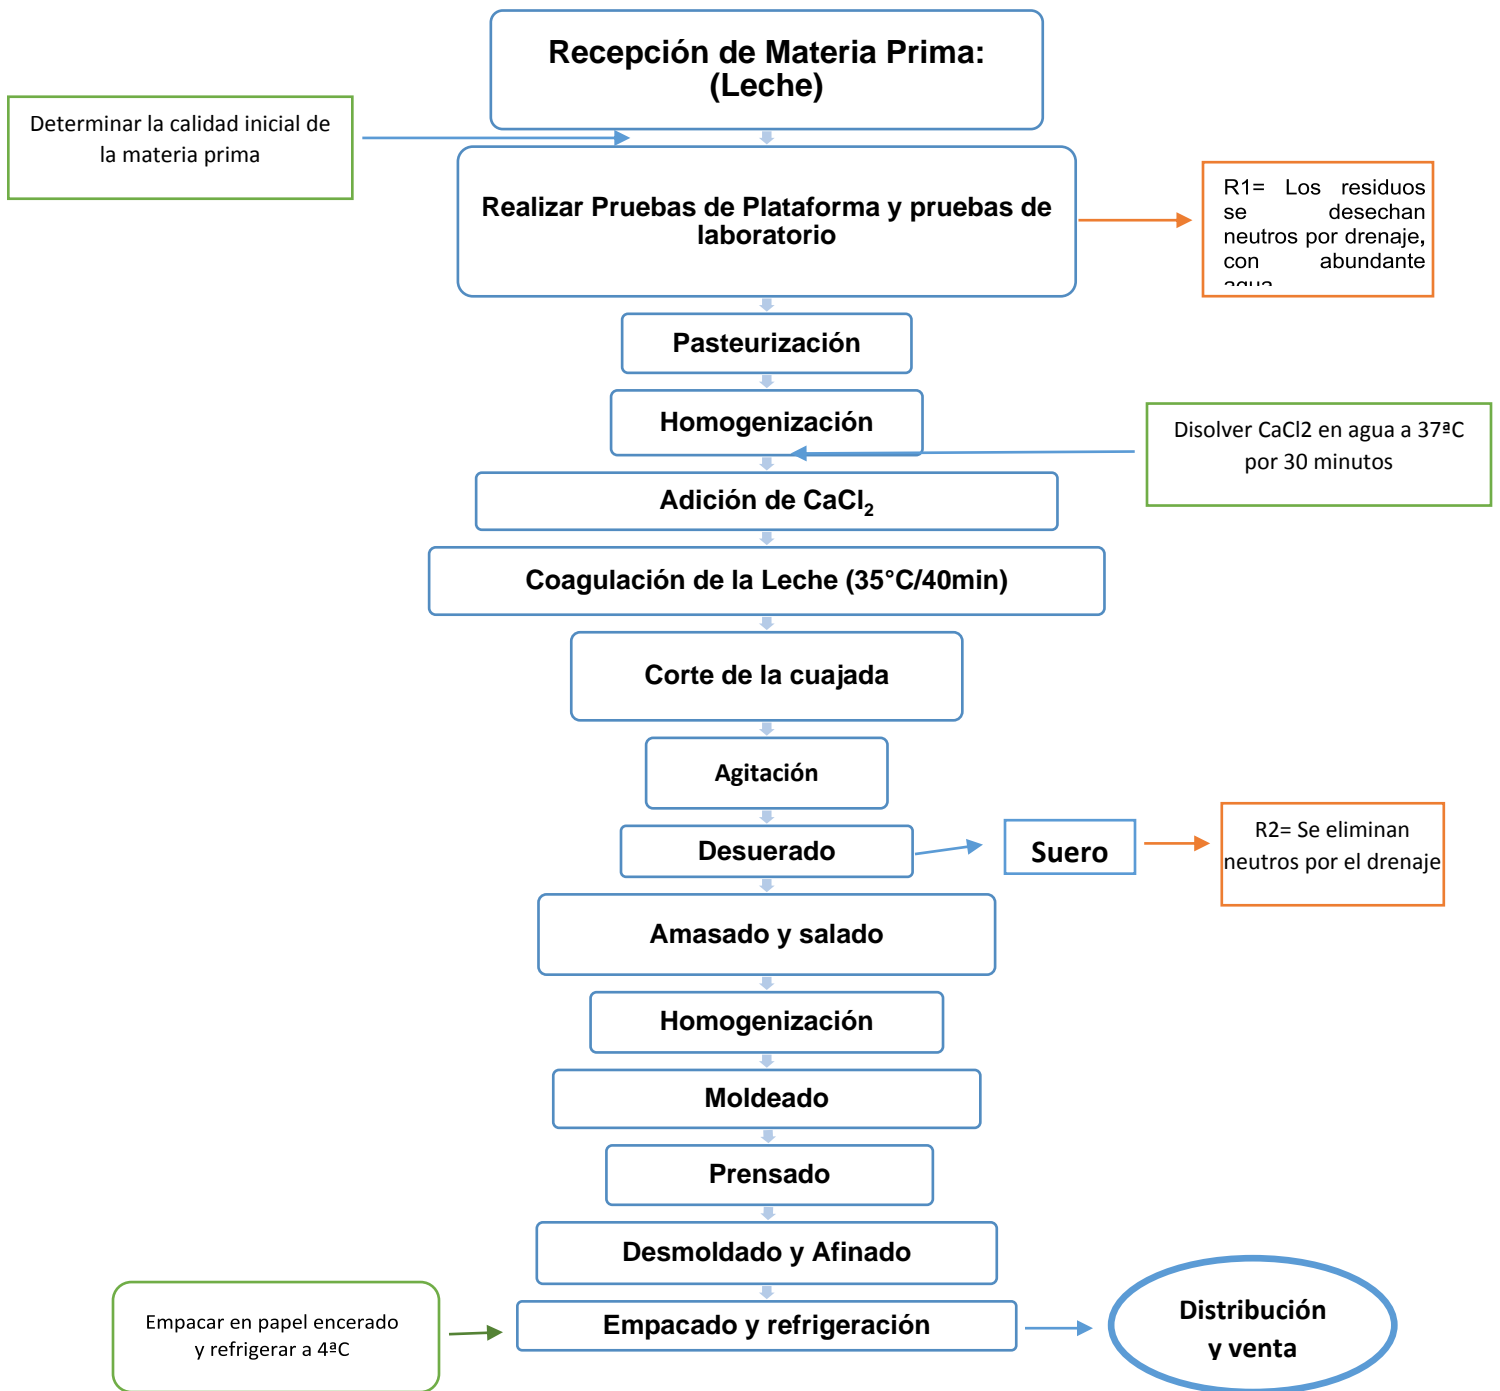 Recepción de Materia Prima:
(Leche)
Determinar la calidad inicial de
la materia prima
Realizar Pruebas de Plataforma y pruebas de
laboratorio
R1= Los residuos
se desechan
neutros por drenaje,
con abundante
agua
Pasteurización
Homogenización
Disolver CaCl2 en agua a 37ªC
por 30 minutos
Adición de CaCl₂
Coagulación de la Leche (35°C/40min)
Corte de la cuajada
Agitación
Desuerado
Suero
R2= Se eliminan
neutros por el drenaje
Amasado y salado
Homogenización
Moldeado
Prensado
Desmoldado y Afinado
Empacar en papel encerado
y refrigerar a 4ªC
Empacado y refrigeración
Distribución
y venta